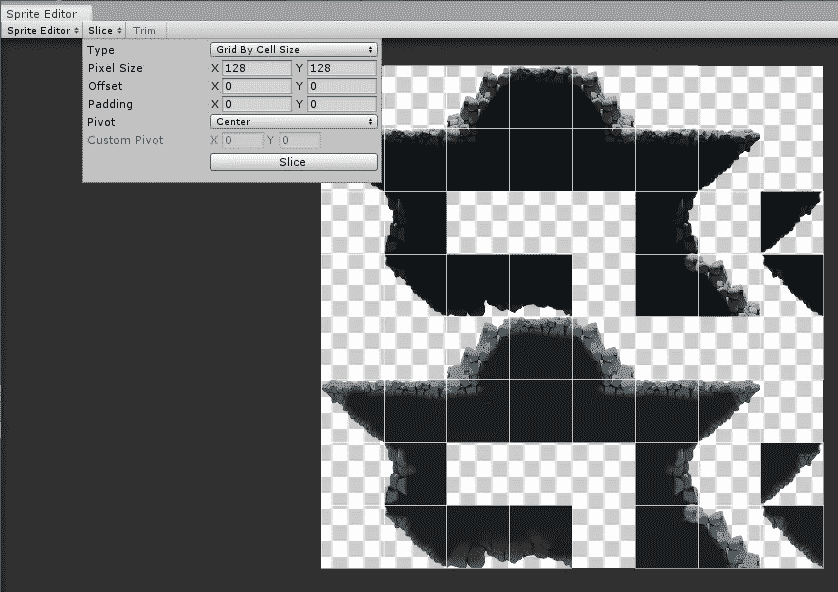 Sprite Editor
Sprite Editor Slice Trim
Type Grid By Cell Size
Pixel Size X 128 Y 128
Offset X 0 Y 0
Padding X 0 Y 0
Pivot Center
Custom Pivot X 0 Y 0
Slice